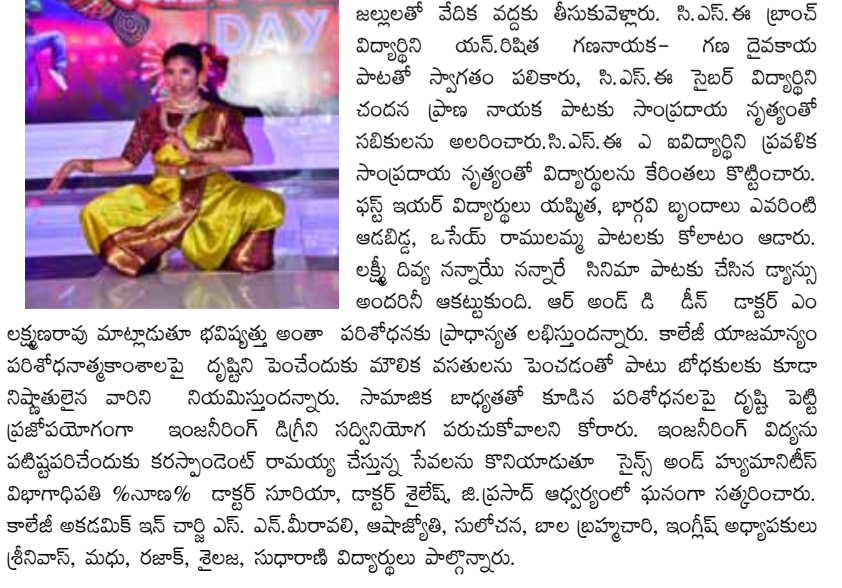 DAY
జల్లులతో వేదిక వద్దకు తీసుకువెళ్లారు. సి.ఎస్.ఈ బ్రాంచ్
విద్యార్థిని యన్.రిషిత గణనాయక- గణ దైవకాయ
పాటతో స్వాగతం పలికారు, సి.ఎస్.ఈ సైబర్ విద్యార్థిని
చందన ప్రాణ నాయక పాటకు సాంప్రదాయ నృత్యంతో
సభికులను అలరించారు.సి.ఎస్.ఈ ఎ ఐవిద్యార్థిని ప్రవళిక
సాంప్రదాయ నృత్యంతో విద్యార్థులను కేరింతలు కొట్టించారు.
ఫస్ట్ ఇయర్ విద్యార్థులు యష్మిత, భార్గవి బృందాలు ఎవరింటి
ఆడబిడ్డ, ఒసేయ్ రాములమ్మ పాటలకు కోలాటం ఆడారు.
లక్ష్మీ దివ్య నన్నారేు నన్నారే సినిమా పాటకు చేసిన డ్యాన్సు
అందరినీ ఆకట్టుకుంది. ఆర్ అండ్ డి డీన్ డాక్టర్ ఎం
లక్ష్మణరావు మాట్లాడుతూ భవిష్యత్తు అంతా పరిశోధనకు ప్రాధాన్యత లభిస్తుందన్నారు. కాలేజీ యాజమాన్యం
పరిశోధనాత్మకాంశాలపై దృష్టిని పెంచేందుకు మౌలిక వసతులను పెంచడంతో పాటు బోధకులకు కూడా
నిష్ణాతులైన వారిని నియమిస్తుందన్నారు. సామాజిక బాధ్యతతో కూడిన పరిశోధనలపై దృష్టి పెట్టి
ప్రజోపయోగంగా ఇంజనీరింగ్ డిగ్రీని సద్వినియోగ పరుచుకోవాలని కోరారు. ఇంజనీరింగ్ విద్యను
పటిష్టపరిచేందుకు కరస్పాండెంట్ రామయ్య చేస్తున్న సేవలను కొనియాడుతూ సైన్స్ అండ్ హ్యుమానిటీస్
విభాగాధిపతి %నూణ% డాక్టర్ సూరియా, డాక్టర్ శైలేష్, జి.ప్రసాద్ ఆధ్వర్యంలో ఘనంగా సత్కరించారు.
కాలేజీ అకడమిక్ ఇన్ చార్జి ఎస్. ఎన్.మీరావలి, ఆషాజ్యోతి, సులోచన, బాల బ్రహ్మచారి, ఇంగ్లీష్ అధ్యాపకులు
శ్రీనివాస్, మధు, రజాక్, శైలజ, సుధారాణి విద్యార్థులు పాల్గొన్నారు.